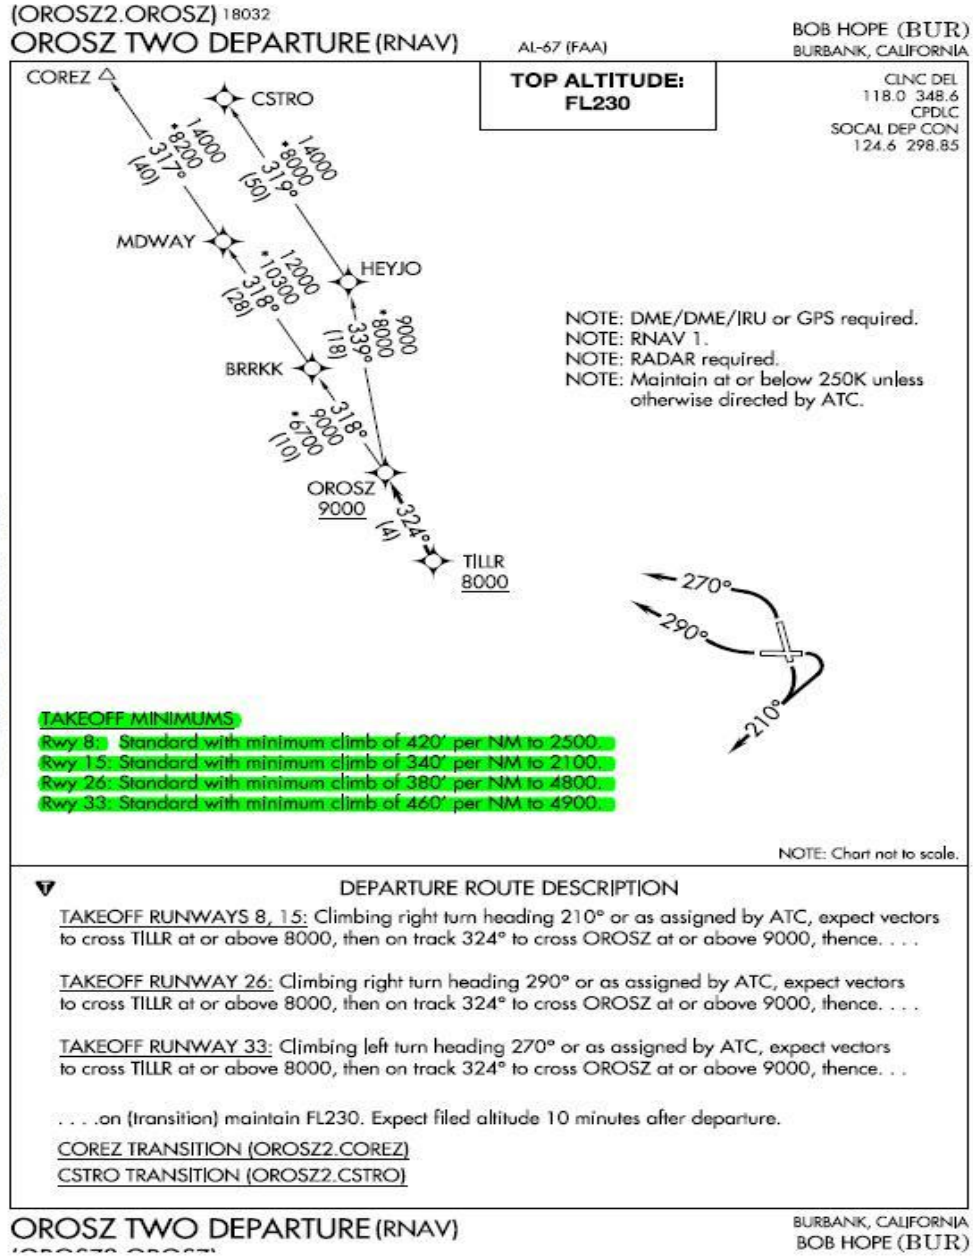 (OROSZ2.OROSZ) 18032
OROSZ TWO DEPARTURE (RNAV)
AL-67 (FAA)
BOB HOPE (BUR)
BURBANK, CALIFORNIA
TOP ALTITUDE:
FL230
CLNC DEL
118.0 348.6
CPDLC
SOCAL DEP CON
124.6 298.85
COREZ
CSTRO
14000
*8200
317°
(40)
14000
*8000
319°
(50)
MDWAY
HEYJO
12000
*10300
318°
(28)
9000
*8000
339°
(18)
NOTE: DME/DME/IRU or GPS required.
NOTE: RNAV 1.
NOTE: RADAR required.
NOTE: Maintain at or below 250K unless
otherwise directed by ATC.
BRRKK
318°
9000
*6700
(10)
OROSZ
9000
324°
(4)
TILLR
8000
270°
290°
210°
TAKEOFF MINIMUMS
Rwy 8: Standard with minimum climb of 420' per NM to 2500.
Rwy 15: Standard with minimum climb of 340' per NM to 2100.
Rwy 26: Standard with minimum climb of 380' per NM to 4800.
Rwy 33: Standard with minimum climb of 460' per NM to 4900.
NOTE: Chart not to scale.
T
DEPARTURE ROUTE DESCRIPTION
TAKEOFF RUNWAYS 8, 15: Climbing right turn heading 210° or as assigned by ATC, expect vectors
to cross TILLR at or above 8000, then on track 324° to cross OROSZ at or above 9000, thence. . . .
TAKEOFF RUNWAY 26: Climbing right turn heading 290° or as assigned by ATC, expect vectors
to cross TILLR at or above 8000, then on track 324° to cross OROSZ at or above 9000, thence. . . .
TAKEOFF RUNWAY 33: Climbing left turn heading 270° or as assigned by ATC, expect vectors
to cross TILLR at or above 8000, then on track 324° to cross OROSZ at or above 9000, thence. . .
. . . .on (transition) maintain FL230. Expect filed altitude 10 minutes after departure.
COREZ TRANSITION (OROSZ2.COREZ)
CSTRO TRANSITION (OROSZ2.CSTRO)
OROSZ TWO DEPARTURE (RNAV)
BURBANK, CALIFORNIA
BOB HOPE (BUR)